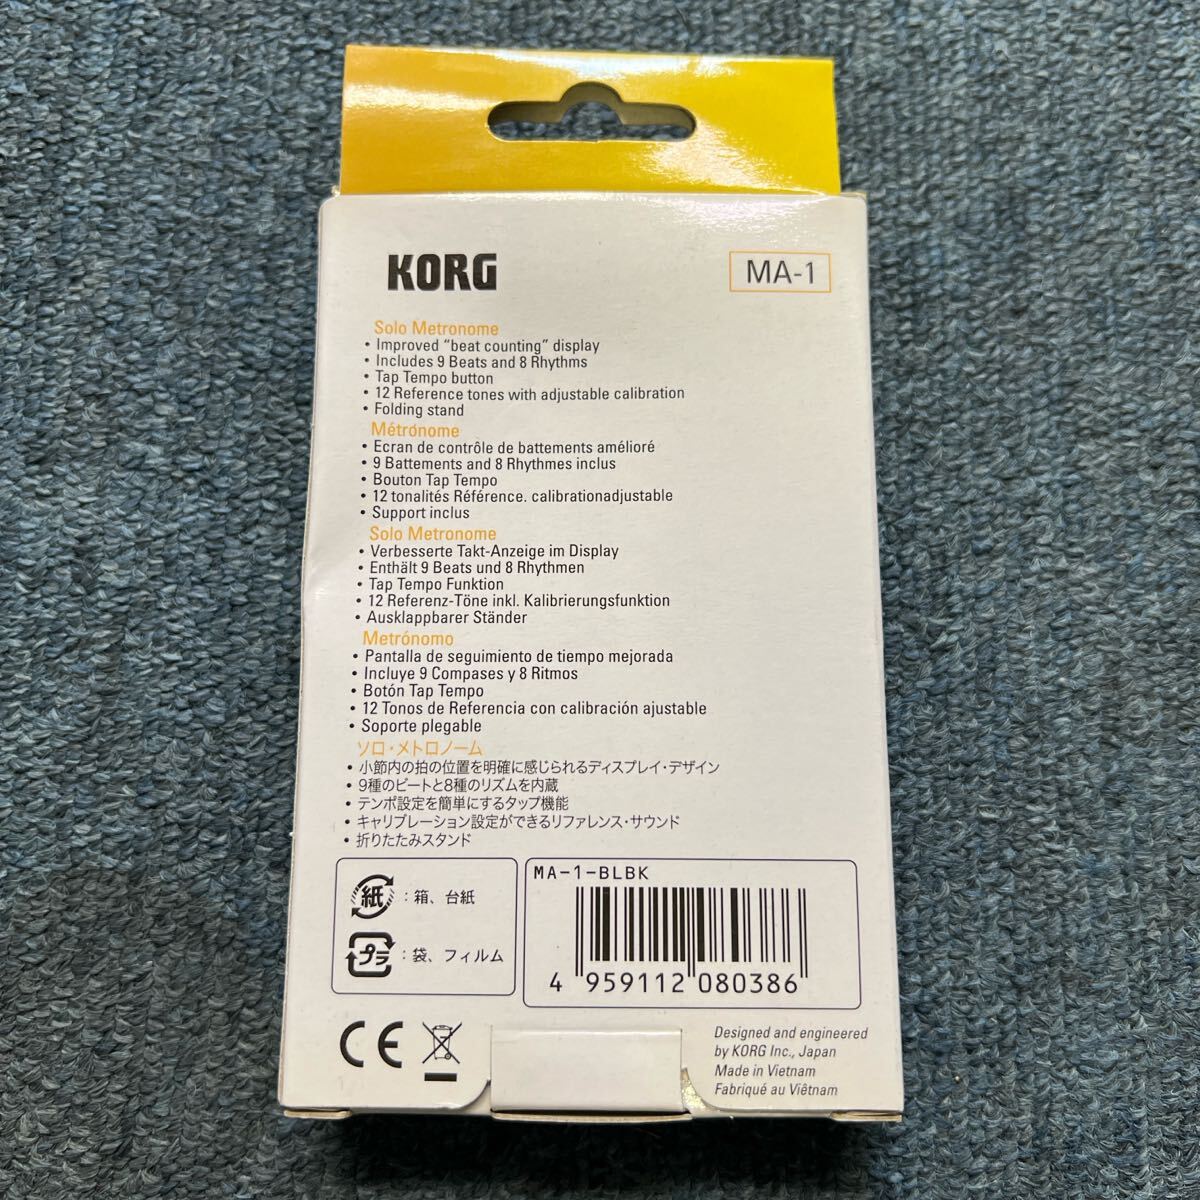 KORG
MA-1
Solo Metronome
• Improved “beat counting” display
• Includes 9 Beats and 8 Rhythms
• Tap Tempo button
• 12 Reference tones with adjustable calibration
• Folding stand
Métrónome
• Ecran de contrôle de battements amélioré
• 9 Battements and 8 Rhythmes inclus
• Bouton Tap Tempo
• 12 tonalités Référence. calibrationadjustable
• Support inclus
Solo Metronome
• Verbesserte Takt-Anzeige im Display
• Enthält 9 Beats und 8 Rhythmen
• Tap Tempo Funktion
• 12 Referenz-Töne inkl. Kalibrierungsfunktion
• Ausklappbarer Ständer
Metrónomo
• Pantalla de seguimiento de tiempo mejorada
• Incluye 9 Compases y 8 Ritmos
• Botón Tap Tempo
• 12 Tonos de Referencia con calibración ajustable
• Soporte plegable
ソロ・メトロノーム
• 小節内の拍の位置を明確に感じられるディスプレイ・デザイン
• 9種のビートと8種のリズムを内蔵
• テンポ設定を簡単にするタップ機能
• キャリブレーション設定ができるリファレンス・サウンド
• 折りたたみスタンド
紙 : 箱、台紙
プラ : 袋、フィルム
MA-1-BLBK
4 959112 080386
CE
Designed and engineered
by KORG Inc., Japan
Made in Vietnam
Fabriqué au Viêtnam